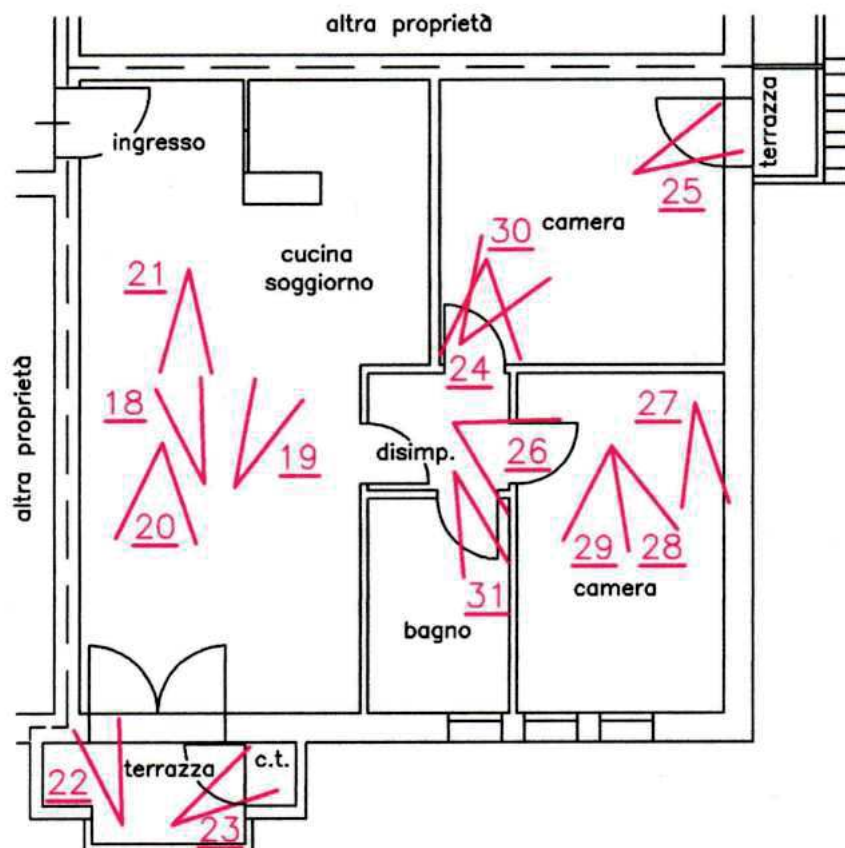 altra proprietà
ingresso
terrazza
25
30
camera
cucina
soggiorno
21
24
18
27
altra proprietà
disimp.
26
19
20
29
28
camera
31
bagno
terrazza
c.t.
22
23